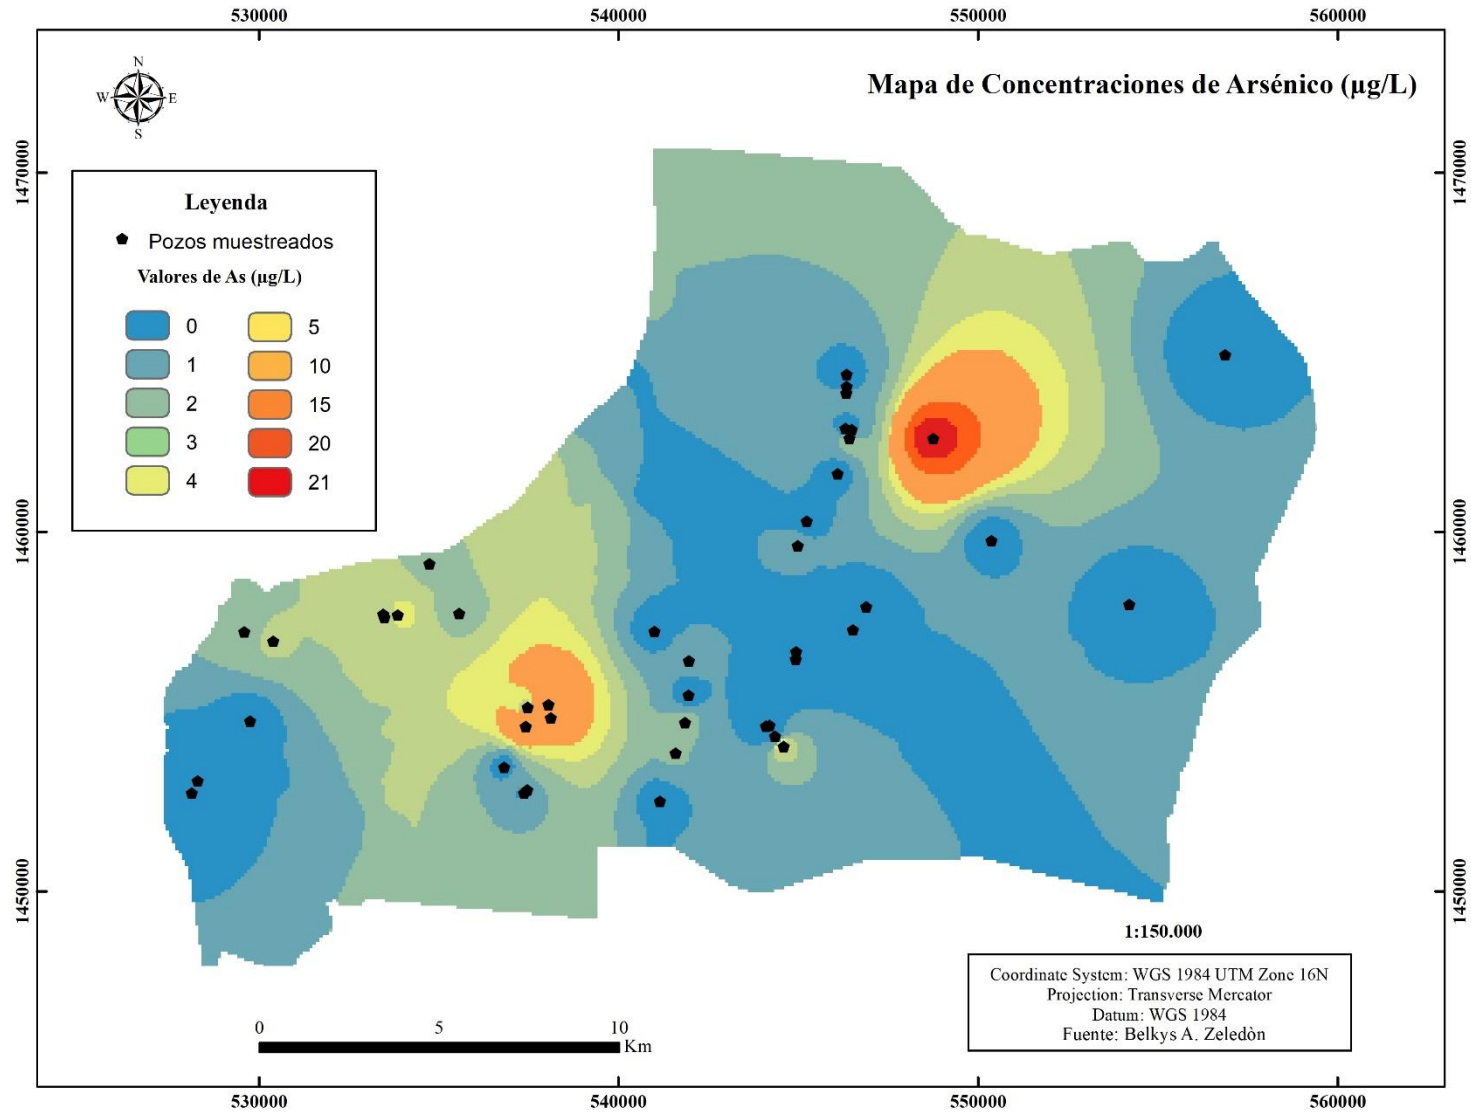 530000 540000 550000 560000
N
W E
S
Mapa de Concentraciones de Arsénico (µg/L)
1470000 1470000
Leyenda
Pozos muestreados
Valores de As (µg/L)
0 5
1 10
2 15
3 20
4 21
1460000 1460000
1450000 1450000
1:150.000
Coordinate System: WGS 1984 UTM Zone 16N
Projection: Transverse Mercator
Datum: WGS 1984
Fuente: Belkys A. Zeledòn
0 5 10
Km
530000 540000 550000 560000